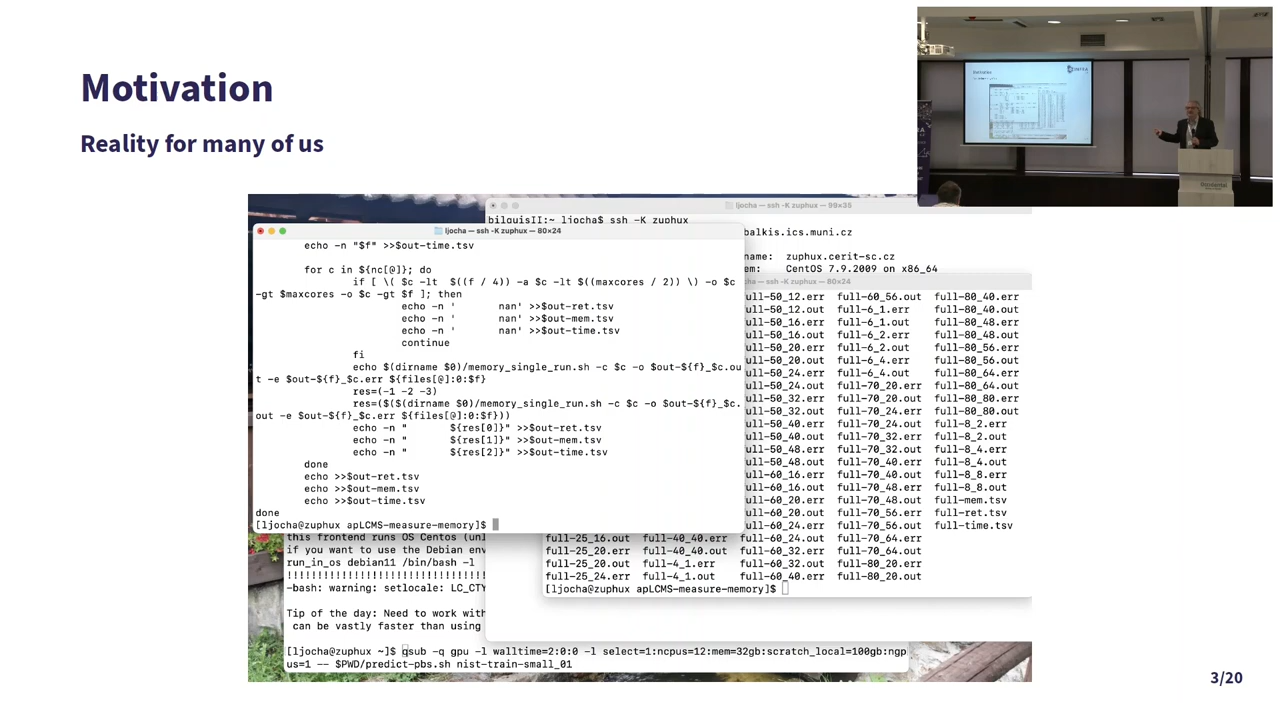 Motivation
Reality for many of us
ljocha — ssh -K zuphux — 99×35
bilquisII:~ ljocha$ ssh -K zuphux
balkis.ics.muni.cz
name: zuphux.cerit-sc.cz
em: CentOS 7.9.2009 on x86_64
ljocha — ssh -K zuphux — 80×24
echo -n "$f" >>$out-time.tsv
for c in ${nc[@]}; do
if [ \( $c -lt $((f / 4)) -a $c -lt $((maxcores / 2)) \) -o $c
-gt $maxcores -o $c -gt $f ]; then
echo -n ' nan' >>$out-ret.tsv
echo -n ' nan' >>$out-mem.tsv
echo -n ' nan' >>$out-time.tsv
continue
fi
echo $(dirname $0)/memory_single_run.sh -c $c -o $out-${f}_$c.ou
t -e $out-${f}_$c.err ${files[@]:0:$f}
res=(-1 -2 -3)
res=($($(dirname $0)/memory_single_run.sh -c $c -o $out-${f}_$c.
out -e $out-${f}_$c.err ${files[@]:0:$f}))
echo -n " ${res[0]}" >>$out-ret.tsv
echo -n " ${res[1]}" >>$out-mem.tsv
echo -n " ${res[2]}" >>$out-time.tsv
done
echo >>$out-ret.tsv
echo >>$out-mem.tsv
echo >>$out-time.tsv
done
[ljocha@zuphux apLCMS-measure-memory]$
cha — ssh -K zuphux — 80×24
full-50_12.err full-60_56.out full-80_40.err
full-50_12.out full-6_1.err full-80_40.out
full-50_16.err full-6_1.out full-80_48.err
full-50_16.out full-6_2.err full-80_48.out
full-50_20.err full-6_2.out full-80_56.err
full-50_20.out full-6_4.err full-80_56.out
full-50_24.err full-6_4.out full-80_64.err
full-50_24.out full-70_20.err full-80_64.out
full-50_32.err full-70_20.out full-80_80.err
full-50_32.out full-70_24.err full-80_80.out
full-50_40.err full-70_24.out full-8_2.err
full-50_40.out full-70_32.err full-8_2.out
full-50_48.err full-70_32.out full-8_4.err
full-50_48.out full-70_40.err full-8_4.out
full-60_16.err full-70_40.out full-8_8.err
full-60_16.out full-70_48.err full-8_8.out
full-60_20.err full-70_48.out full-mem.tsv
full-60_20.out full-70_56.err full-ret.tsv
full-60_24.err full-70_56.out full-time.tsv
full-25_16.out full-40_40.err full-60_24.out full-70_64.err
full-25_20.err full-40_40.out full-60_32.err full-70_64.out
full-25_20.out full-4_1.err full-60_32.out full-80_20.err
full-25_24.err full-4_1.out full-60_40.err full-80_20.out
[ljocha@zuphux apLCMS-measure-memory]$
this frontend runs OS Centos (uni
if you want to use the Debian env
run_in_os debian11 /bin/bash -l
!!!!!!!!!!!!!!!!!!!!!!!!!!!!!!!!!
-bash: warning: setlocale: LC_CTY
Tip of the day: Need to work with
can be vastly faster than using
[ljocha@zuphux ~]$ qsub -q gpu -l walltime=2:0:0 -l select=1:ncpus=12:mem=32gb:scratch_local=100gb:ngp
us=1 -- $PWD/predict-pbs.sh nist-train-small_01
3/20